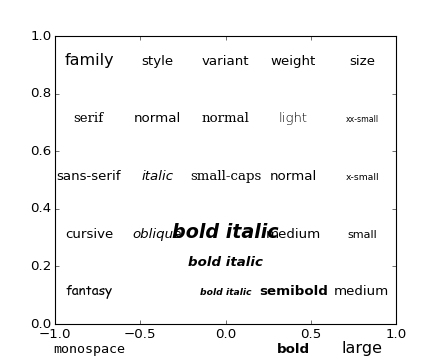 1.0
family style variant weight size
0.8
serif normal normal light xx-small
0.6
sans-serif italic small-caps normal x-small
0.4
cursive oblique bold italic medium small
0.2
bold italic
fantasy bold italic semibold medium
0.0
−1.0 −0.5 0.0 0.5 1.0
monospace bold large